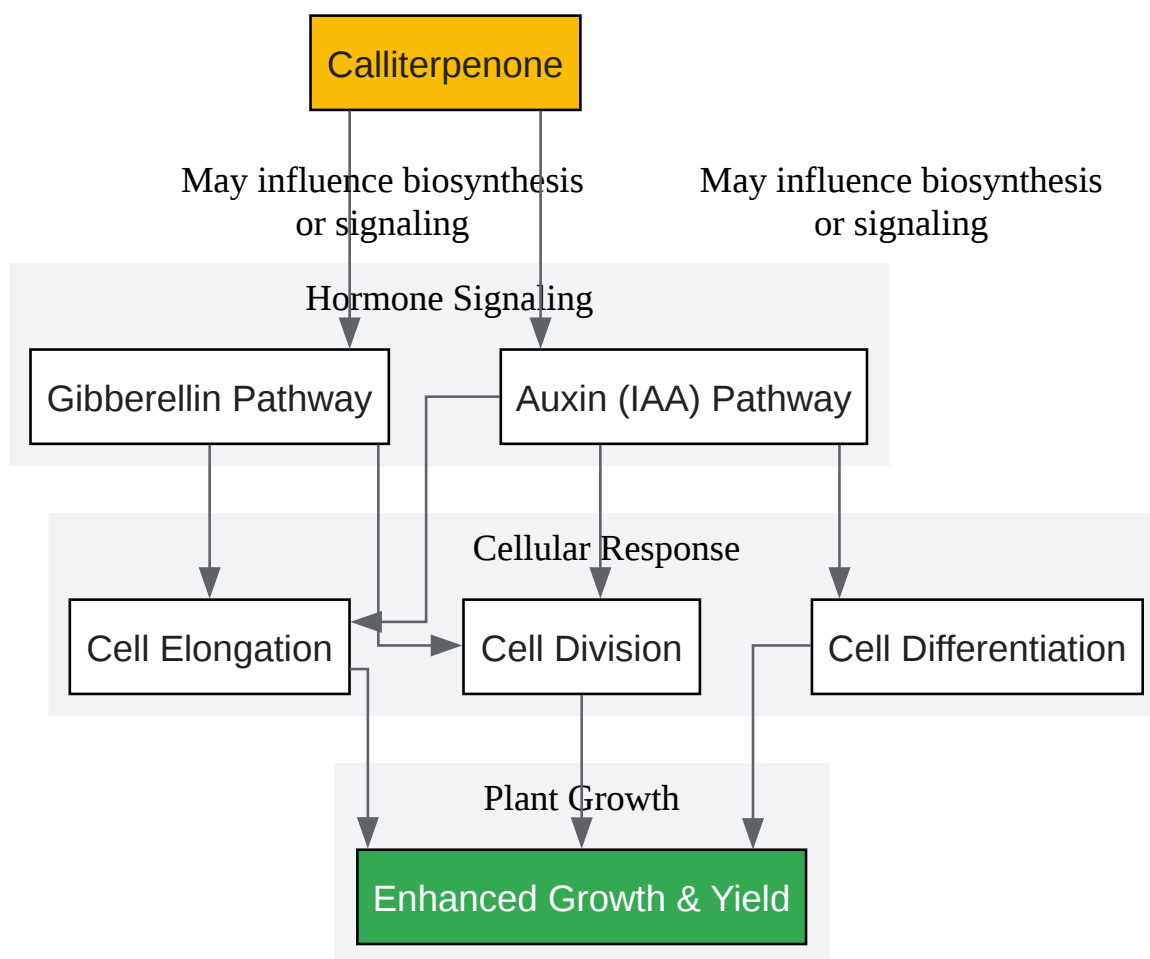 Calliterpenone
May influence biosynthesis
or signaling
May influence biosynthesis
or signaling
Hormone Signaling
Gibberellin Pathway
Auxin (IAA) Pathway
Cellular Response
Cell Elongation
Cell Division
Cell Differentiation
Plant Growth
Enhanced Growth & Yield